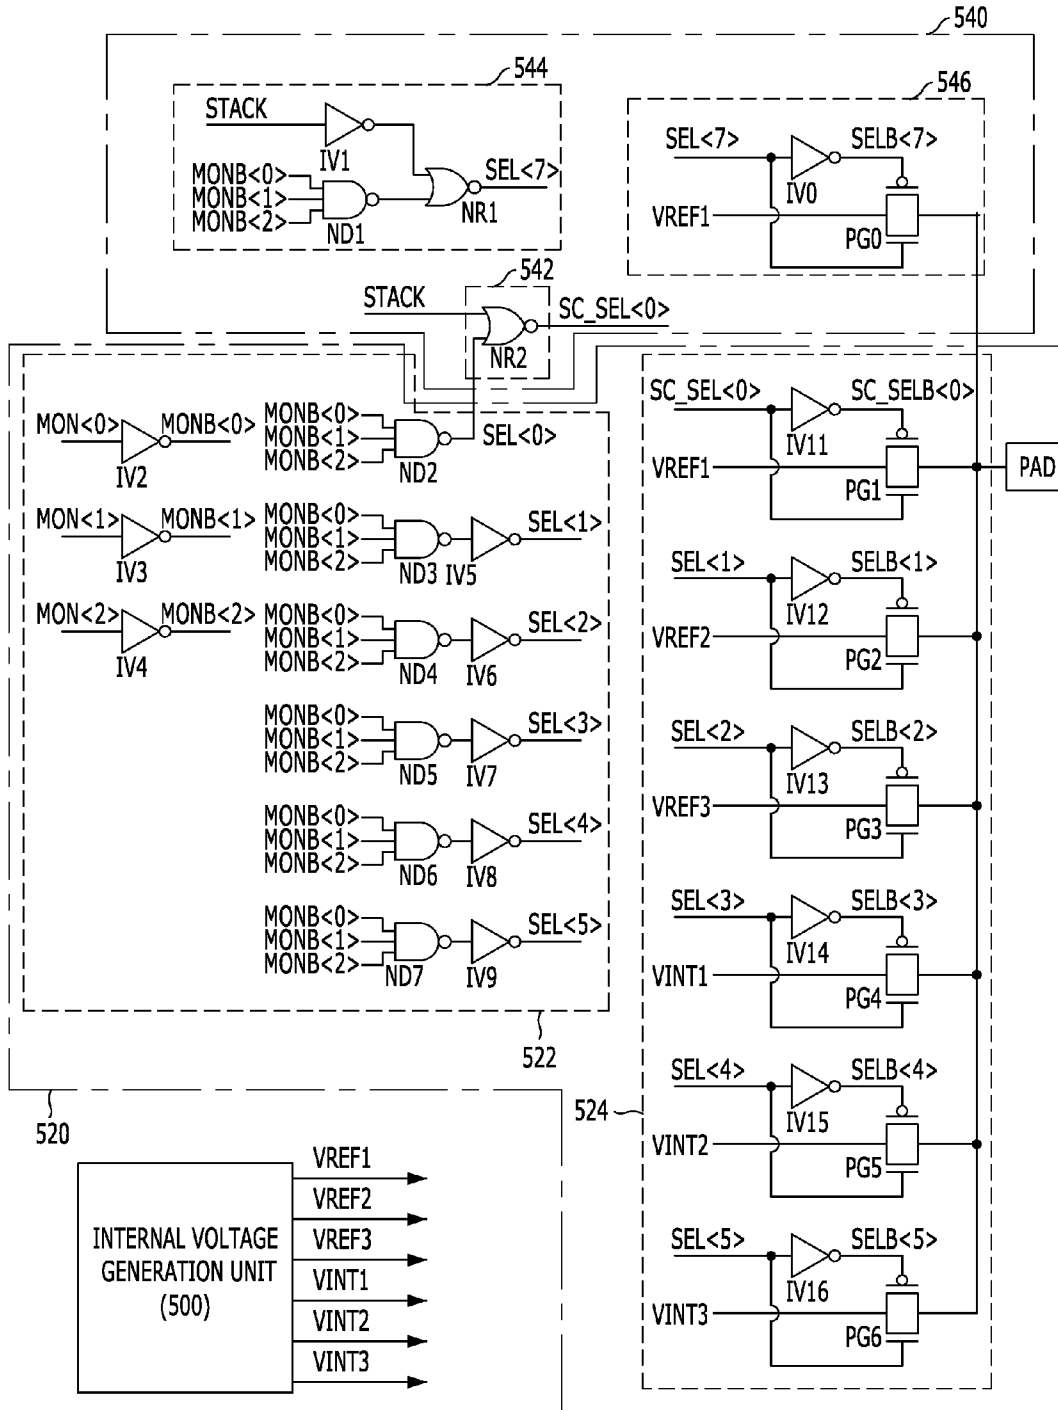 540
544
STACK
IV1
MONB<0>
MONB<1>
MONB<2>
ND1
SEL<7>
NR1
546
SEL<7>
SELB<7>
IV0
VREF1
PG0
542
STACK
SC_SEL<0>
NR2
MON<0>
MONB<0>
IV2
MON<1>
MONB<1>
IV3
MON<2>
MONB<2>
IV4
MONB<0>
MONB<1>
MONB<2>
ND2
SEL<0>
MONB<0>
MONB<1>
MONB<2>
ND3
IV5
SEL<1>
MONB<0>
MONB<1>
MONB<2>
ND4
IV6
SEL<2>
MONB<0>
MONB<1>
MONB<2>
ND5
IV7
SEL<3>
MONB<0>
MONB<1>
MONB<2>
ND6
IV8
SEL<4>
MONB<0>
MONB<1>
MONB<2>
ND7
IV9
SEL<5>
522
520
SC_SEL<0>
SC_SELB<0>
IV11
VREF1
PG1
PAD
SEL<1>
SELB<1>
IV12
VREF2
PG2
SEL<2>
SELB<2>
IV13
VREF3
PG3
SEL<3>
SELB<3>
IV14
VINT1
PG4
SEL<4>
SELB<4>
IV15
VINT2
PG5
SEL<5>
SELB<5>
IV16
VINT3
PG6
524
INTERNAL VOLTAGE
GENERATION UNIT
(500)
VREF1
VREF2
VREF3
VINT1
VINT2
VINT3